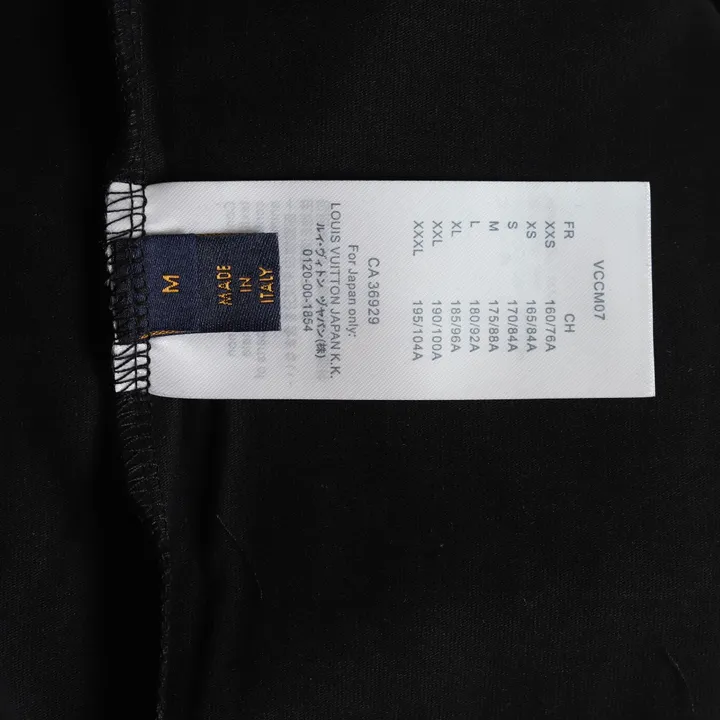 VCCM07
FR CH
XXS 160/76A
XS 165/84A
S 170/84A
M 175/88A
L 180/92A
XL 185/96A
XXL 190/100A
XXXL 195/104A
CA 36929
For Japan only:
LOUIS VUITTON JAPAN K.K.
ルイ・ヴィトン ジャパン(株)
0120-00-1854
M
MADE
IN
ITALY